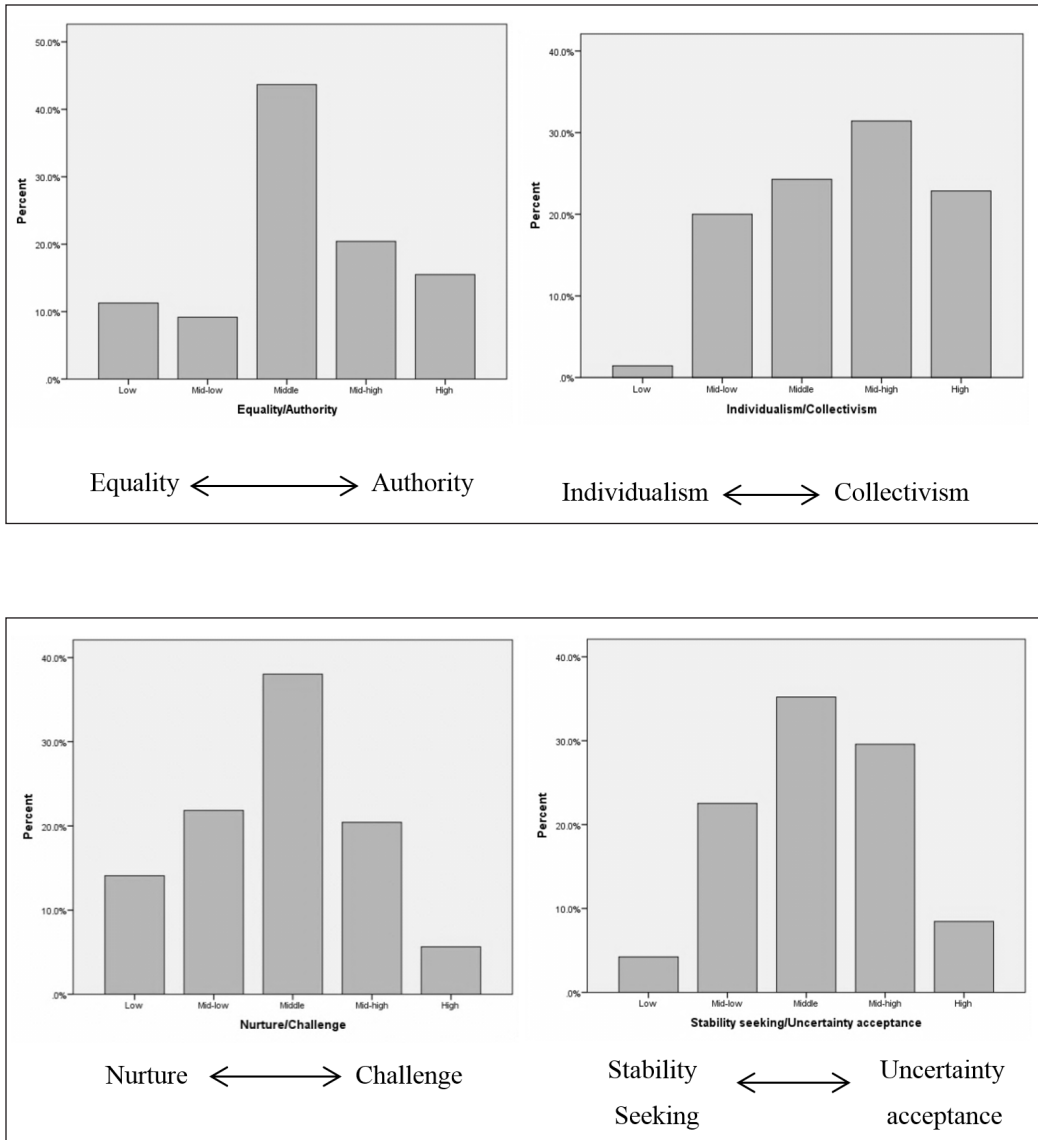 50.0%
40.0%
30.0%
20.0%
10.0%
.0%
Percent
Low Mid-low Middle Mid-high High
Equality/Authority
Equality Authority
40.0%
30.0%
20.0%
10.0%
.0%
Percent
Low Mid-low Middle Mid-high High
Individualism/Collectivism
Individualism Collectivism
40.0%
30.0%
20.0%
10.0%
.0%
Percent
Low Mid-low Middle Mid-high High
Nurture/Challenge
Nurture Challenge
40.0%
30.0%
20.0%
10.0%
.0%
Percent
Low Mid-low Middle Mid-high High
Stability seeking/Uncertainty acceptance
Stability Uncertainty
Seeking acceptance